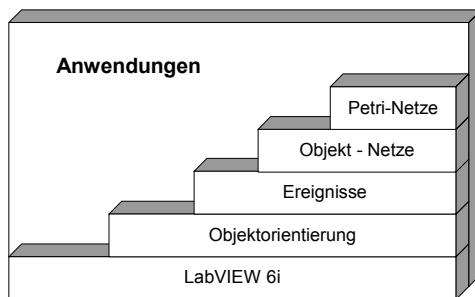 Anwendungen
Petri-Netze
Objekt - Netze
Ereignisse
Objektorientierung
LabVIEW 6i